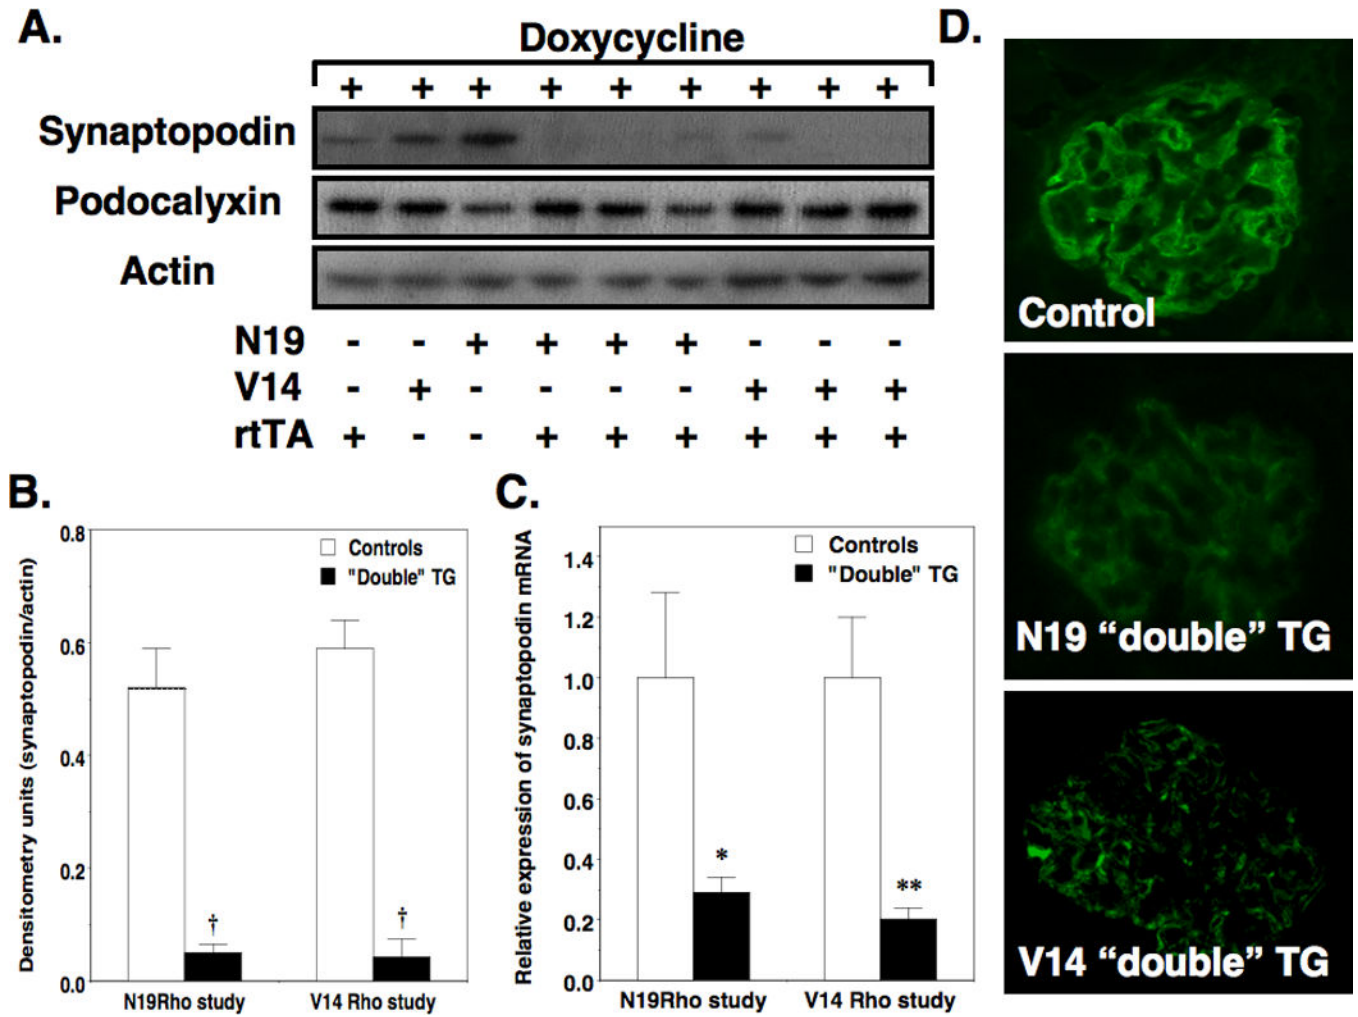 A.
Doxycycline
+ + + + + + + + +
Synaptopodin
Podocalyxin
Actin
N19 - - + + + + - - -
V14 - + - - - - + + +
rtTA + - - + + + + + +
B.
Densitometry units (synaptopodin/actin)
0.8
0.6
0.4
0.2
0.0
Controls
"Double" TG
† †
N19Rho study V14 Rho study
C.
Relative expression of synaptopodin mRNA
1.4
1.2
1.0
0.8
0.6
0.4
0.2
0.0
Controls
"Double" TG
* **
N19Rho study V14 Rho study
D.
Control
N19 “double” TG
V14 “double” TG